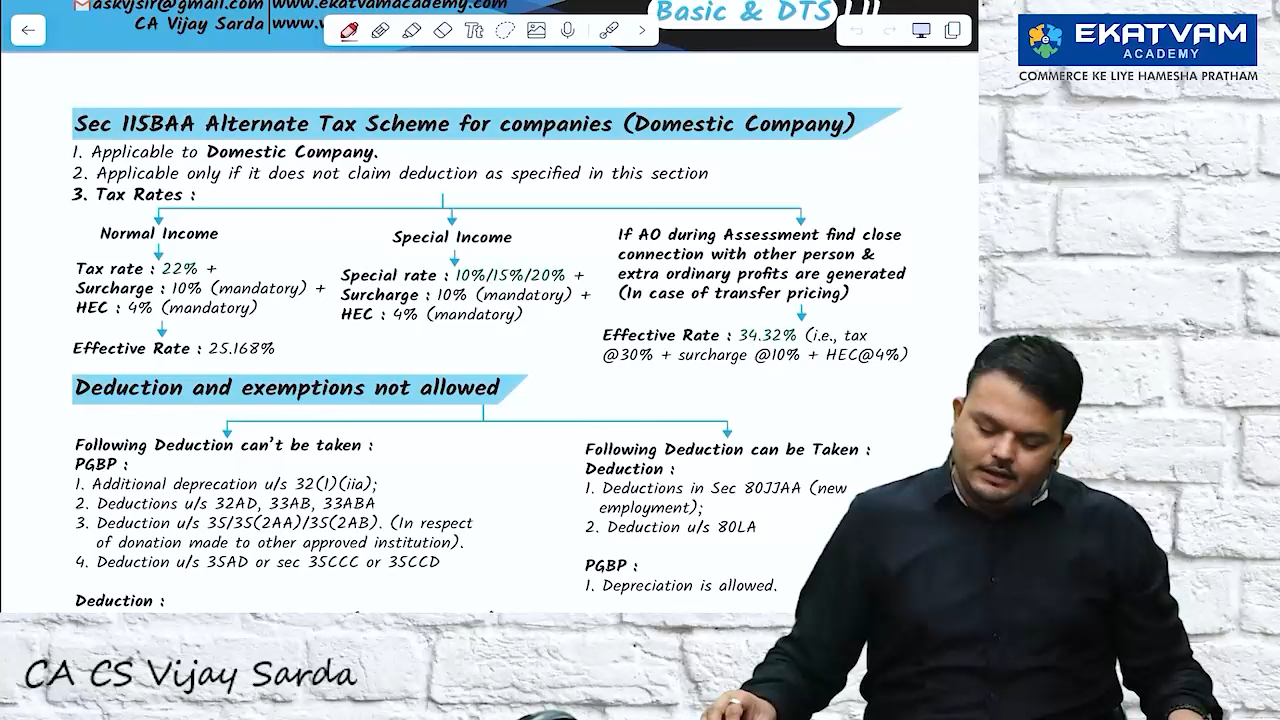 askvjsir@gmail.com | www.ekatvamacademy.com
CA Vijay Sarda | www.v
Basic & DTS
Tt
EKATVAM
ACADEMY
COMMERCE KE LIYE HAMESHA PRATHAM
Sec 115BAA Alternate Tax Scheme for companies (Domestic Company)
1. Applicable to Domestic Company.
2. Applicable only if it does not claim deduction as specified in this section
3. Tax Rates :
Normal Income
Tax rate : 22% +
Surcharge : 10% (mandatory) +
HEC : 4% (mandatory)
Effective Rate : 25.168%
Special Income
Special rate : 10%/15%/20% +
Surcharge : 10% (mandatory) +
HEC : 4% (mandatory)
If AO during Assessment find close
connection with other person &
extra ordinary profits are generated
(In case of transfer pricing)
Effective Rate : 34.32% (i.e., tax
@30% + surcharge @10% + HEC@4%)
Deduction and exemptions not allowed
Following Deduction can't be taken :
PGBP :
1. Additional deprecation u/s 32(1)(iia);
2. Deductions u/s 32AD, 33AB, 33ABA
3. Deduction u/s 35/35(2AA)/35(2AB). (In respect
of donation made to other approved institution).
4. Deduction u/s 35AD or sec 35CCC or 35CCD
Deduction :
Following Deduction can be Taken :
Deduction :
1. Deductions in Sec 80JJAA (new
employment);
2. Deduction u/s 80LA
PGBP :
1. Depreciation is allowed.
CA CS Vijay Sarda